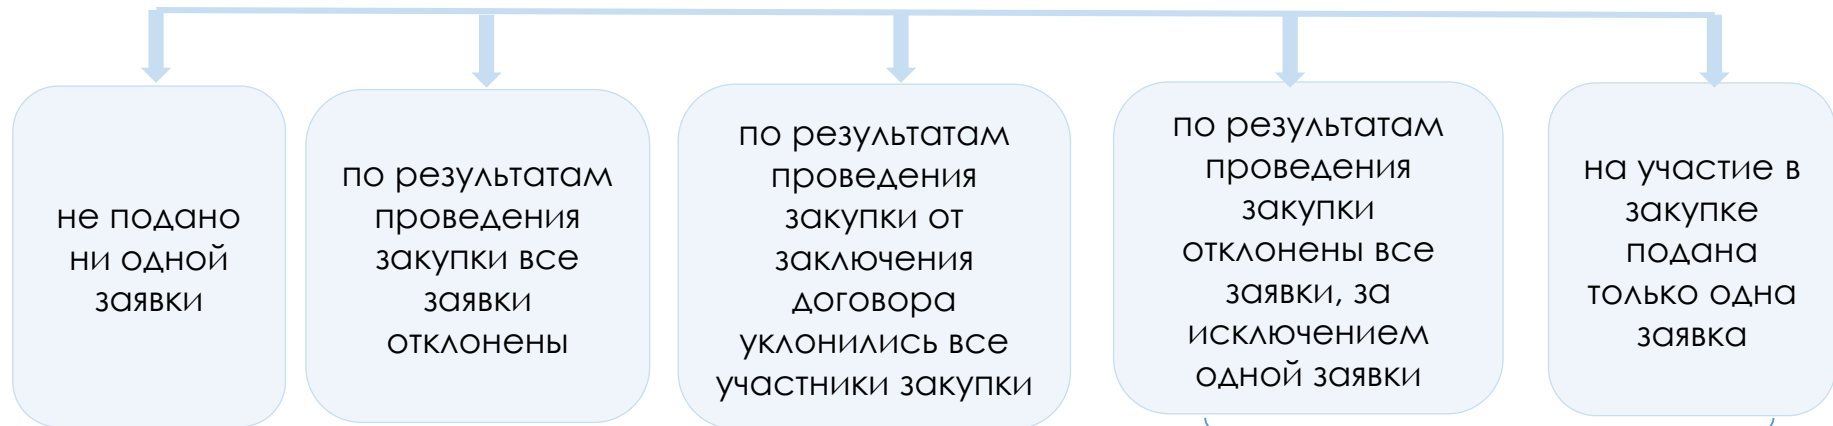 не подано
ни одной
заявки
по результатам
проведения
закупки все
заявки
отклонены
по результатам
проведения
закупки от
заключения
договора
уклонились все
участники закупки
по результатам
проведения
закупки
отклонены все
заявки, за
исключением
одной заявки
на участие в
закупке
подана
только одна
заявка